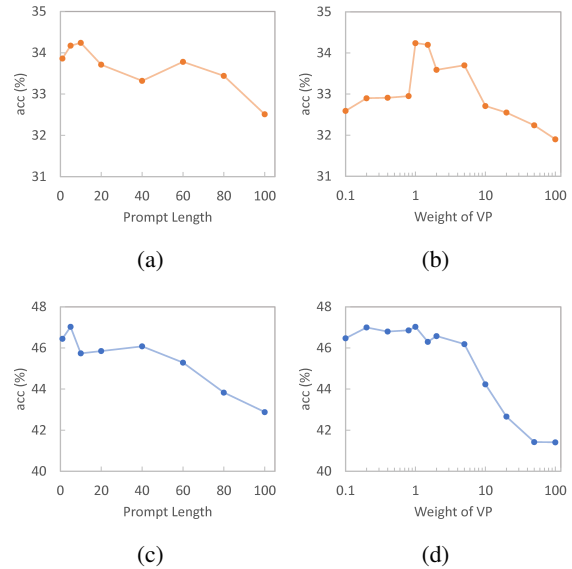 35
34
33
32
31
acc (%)
0 20 40 60 80 100
Prompt Length
(a)
35
34
33
32
31
acc (%)
0.1 1 10 100
Weight of VP
(b)
48
46
44
42
40
acc (%)
0 20 40 60 80 100
Prompt Length
(c)
48
46
44
42
40
acc (%)
0.1 1 10 100
Weight of VP
(d)